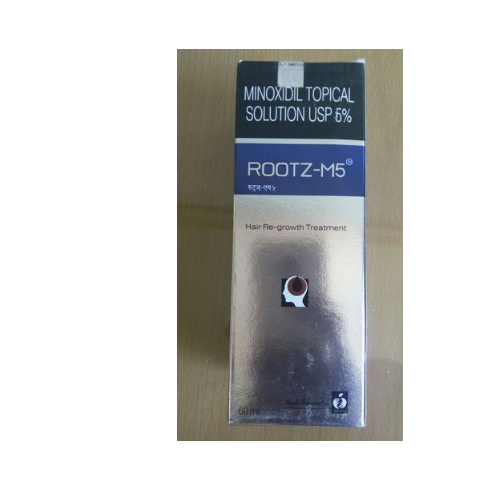 MINOXIDIL TOPICAL
SOLUTION USP 5%
ROOTZ-M5
Hair Re-growth Treatment
60 ml